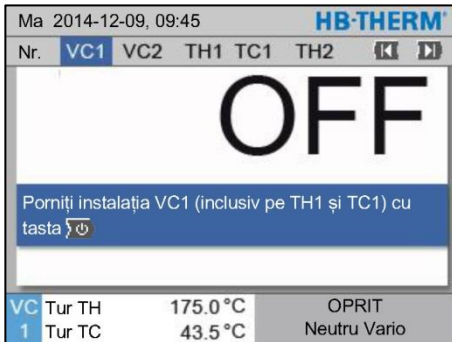 Ma 2014-12-09, 09:45 HB-THERM®
Nr. VC1 VC2 TH1 TC1 TH2
OFF
Porniți instalația VC1 (inclusiv pe TH1 și TC1) cu
tasta
VC Tur TH 175.0 °C OPRIT
1 Tur TC 43.5 °C Neutru Vario